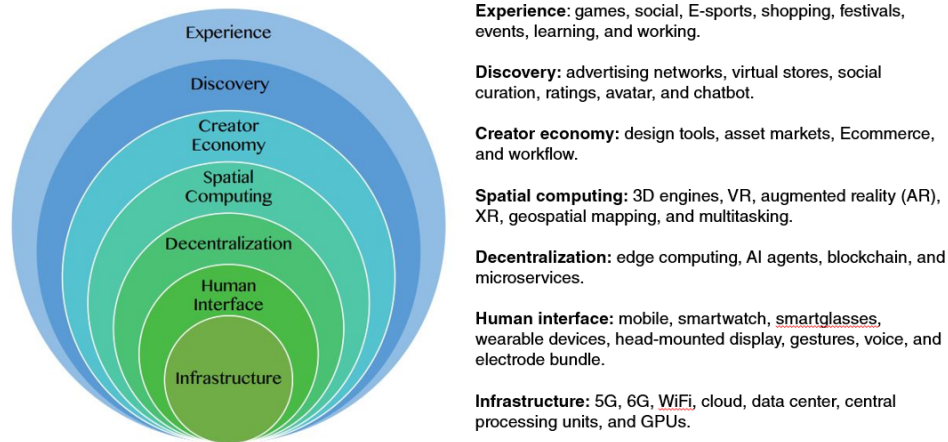 Experience
Discovery
Creator
Economy
Spatial
Computing
Decentralization
Human
Interface
Infrastructure
Experience: games, social, E-sports, shopping, festivals,
events, learning, and working.
Discovery: advertising networks, virtual stores, social
curation, ratings, avatar, and chatbot.
Creator economy: design tools, asset markets, Ecommerce,
and workflow.
Spatial computing: 3D engines, VR, augmented reality (AR),
XR, geospatial mapping, and multitasking.
Decentralization: edge computing, AI agents, blockchain, and
microservices.
Human interface: mobile, smartwatch, smartglasses,
wearable devices, head-mounted display, gestures, voice, and
electrode bundle.
Infrastructure: 5G, 6G, WiFi, cloud, data center, central
processing units, and GPUs.